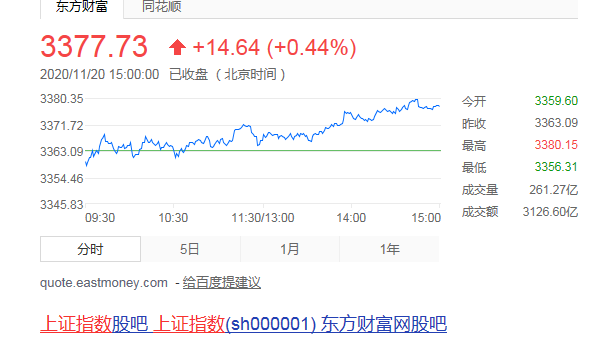 东方财富 同花顺
3377.73 +14.64 (+0.44%)
2020/11/20 15:00:00 已收盘 （北京时间）
3380.35
3371.72
3363.09
3354.46
3345.83
09:30 10:30 11:30/13:00 14:00 15:00
今开 3359.60
昨收 3363.09
最高 3380.15
最低 3356.31
成交量 261.27亿
成交额 3126.60亿
分时 5日 1月 1年
quote.eastmoney.com - 给百度提建议
上证指数股吧_上证指数(sh000001)_东方财富网股吧